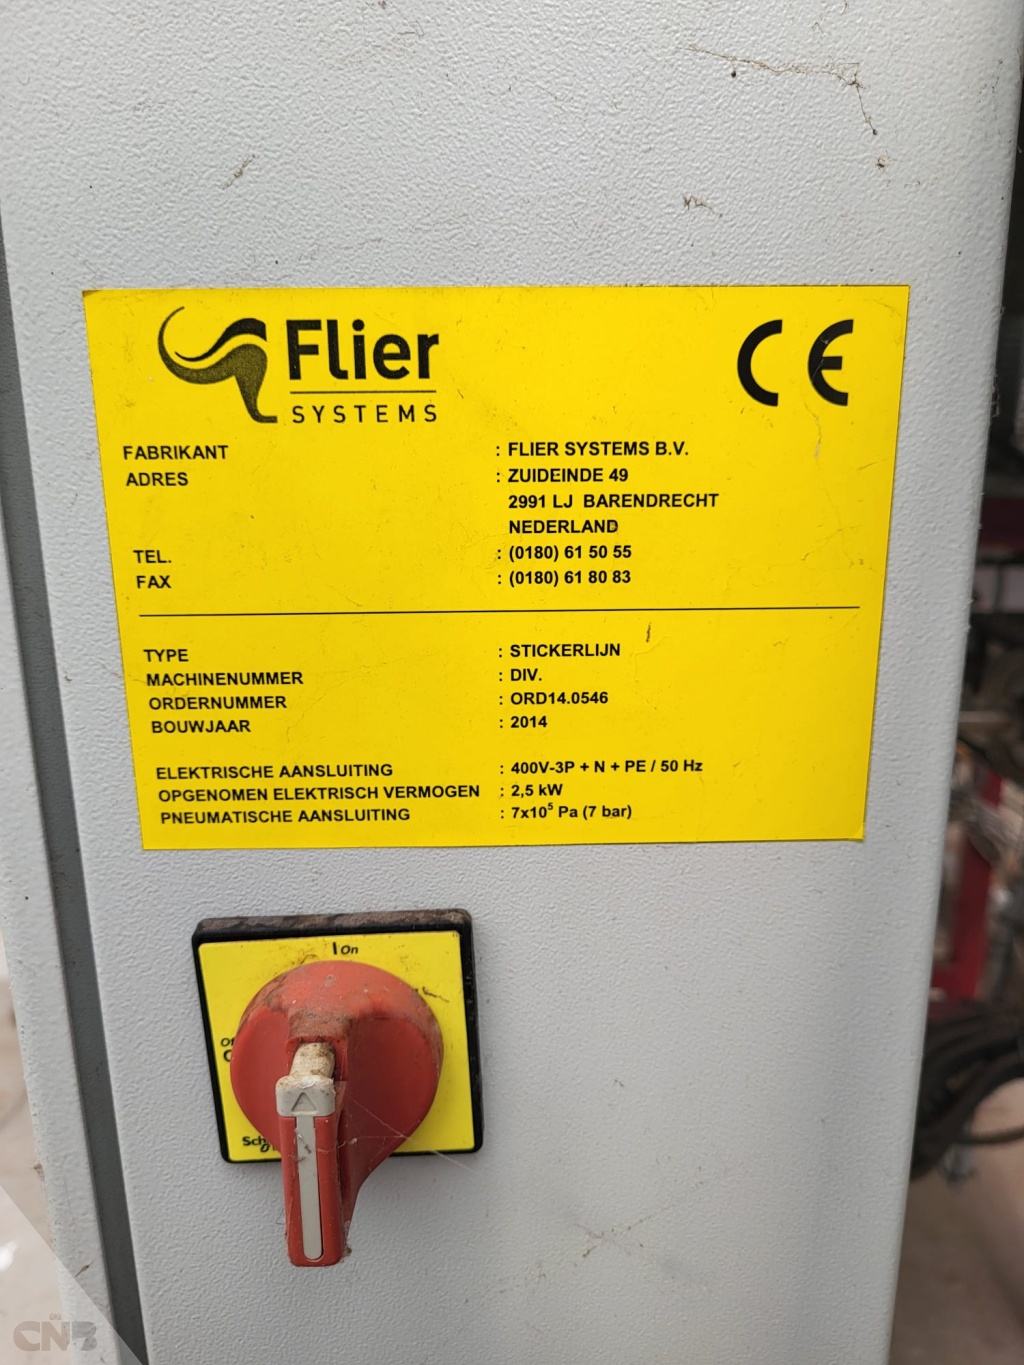 Flier
SYSTEMS
CE
FABRIKANT : FLIER SYSTEMS B.V.
ADRES : ZUIDEINDE 49
2991 LJ BARENDRECHT
NEDERLAND
TEL. : (0180) 61 50 55
FAX : (0180) 61 80 83
TYPE : STICKERLIJN
MACHINENUMMER : DIV.
ORDERNUMMER : ORD14.0546
BOUWJAAR : 2014
ELEKTRISCHE AANSLUITING : 400V-3P + N + PE / 50 Hz
OPGENOMEN ELEKTRISCH VERMOGEN : 2,5 kW
PNEUMATISCHE AANSLUITING : 7x10⁵ Pa (7 bar)
I On
CNB